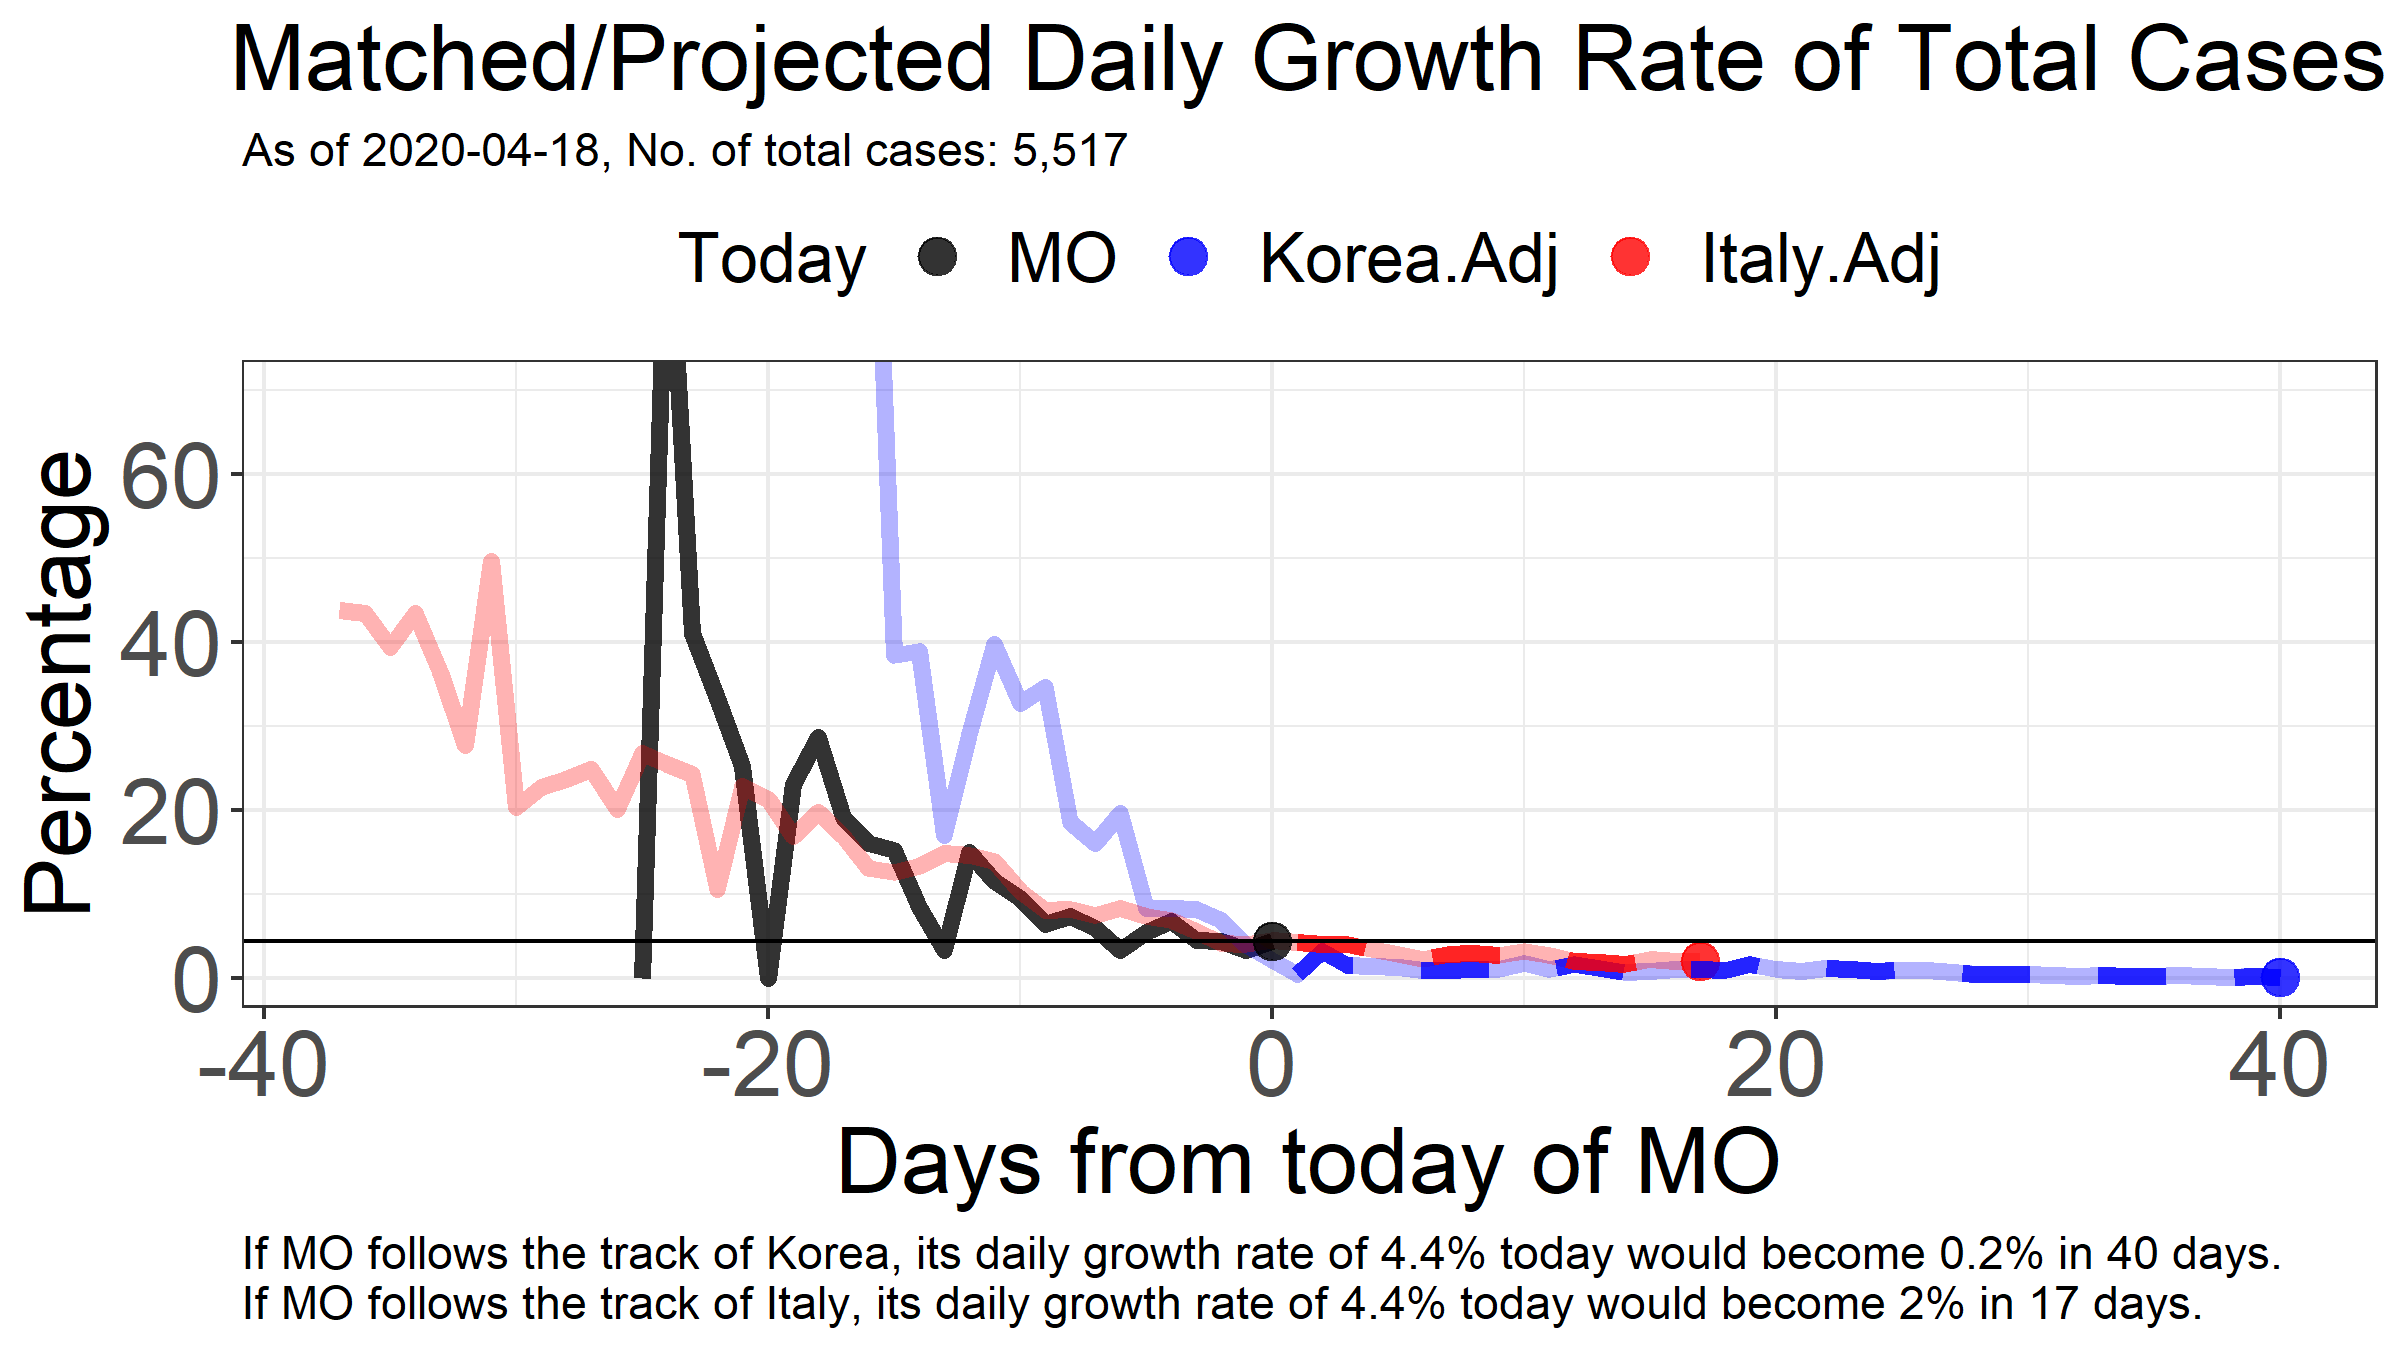 Matched/Projected Daily Growth Rate of Total Cases
As of 2020-04-18, No. of total cases: 5,517
Today MO Korea.Adj Italy.Adj
Percentage
60
40
20
0
-40 -20 0 20 40
Days from today of MO
If MO follows the track of Korea, its daily growth rate of 4.4% today would become 0.2% in 40 days.
If MO follows the track of Italy, its daily growth rate of 4.4% today would become 2% in 17 days.